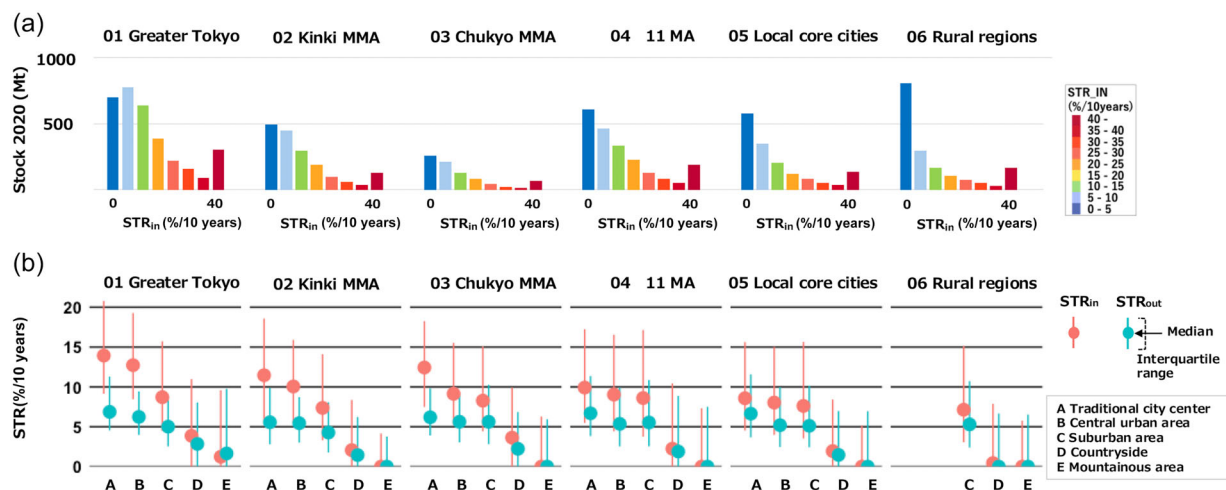 (a)
01 Greater Tokyo 02 Kinki MMA 03 Chukyo MMA 04 11 MA 05 Local core cities 06 Rural regions
1000
500
Stock 2020 (Mt)
0 40 0 40 0 40 0 40 0 40 0 40
STRin (%/10 years) STRin (%/10 years) STRin (%/10 years) STRin (%/10 years) STRin (%/10 years) STRin (%/10 years)
STR_IN
(%/10years)
40 -
35 - 40
30 - 35
25 - 30
20 - 25
15 - 20
10 - 15
5 - 10
0 - 5
(b)
01 Greater Tokyo 02 Kinki MMA 03 Chukyo MMA 04 11 MA 05 Local core cities 06 Rural regions
20
15
10
5
0
STR(%/10 years)
A B C D E A B C D E A B C D E A B C D E A B C D E C D E
STRin STRout
Median
Interquartile
range
A Traditional city center
B Central urban area
C Suburban area
D Countryside
E Mountainous area